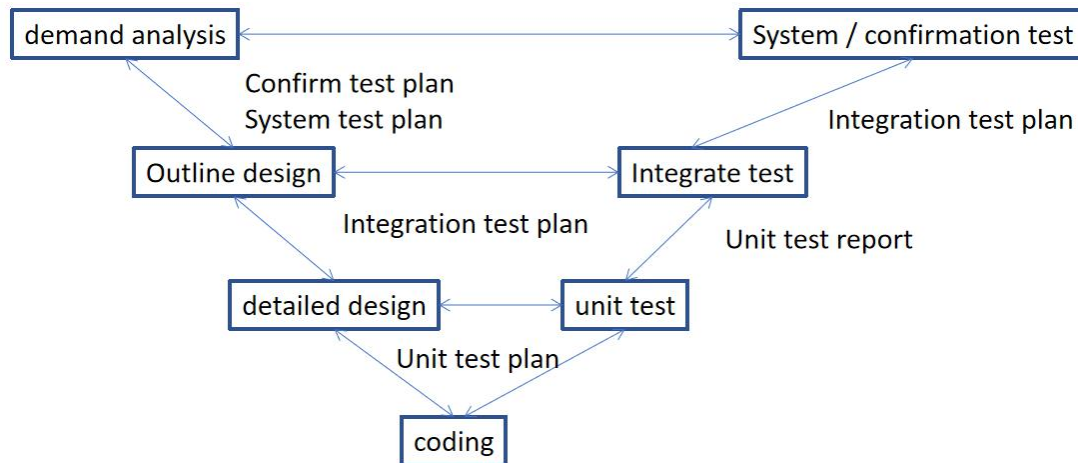 demand analysis
System / confirmation test
Confirm test plan
System test plan
Integration test plan
Outline design
Integrate test
Integration test plan
Unit test report
detailed design
unit test
Unit test plan
coding